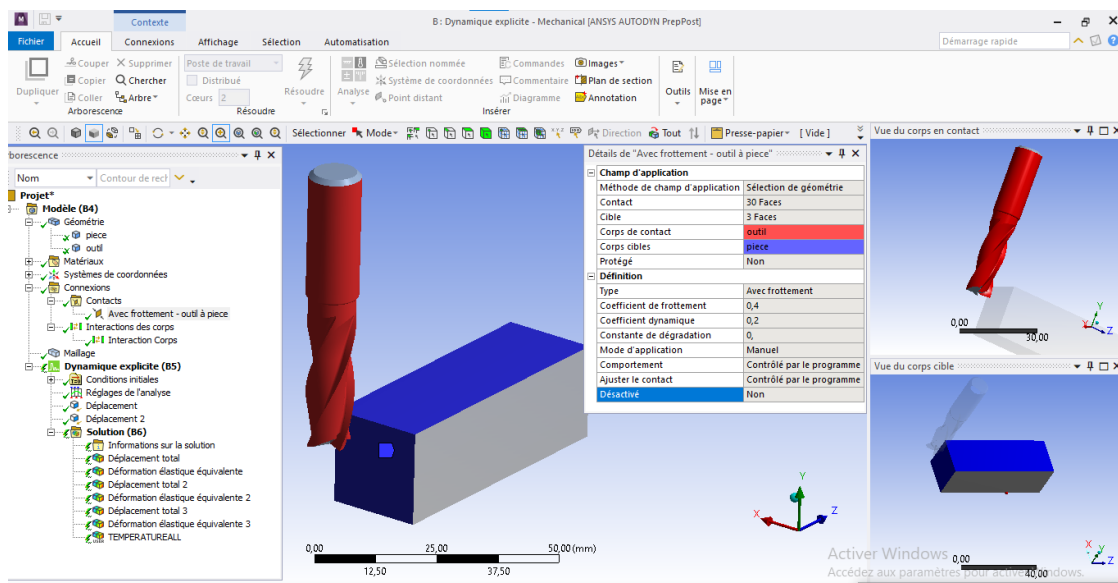 Contexte
B : Dynamique explicite - Mechanical [ANSYS AUTODYN PrepPost]
Fichier Accueil Connexions Affichage Sélection Automatisation Démarrage rapide
Dupliquer
Couper Supprimer
Copier Chercher
Coller Arbre
Arborescence
Poste de travail
Distribué
Cœurs 2
Résoudre
Résoudre
Analyse
Sélection nommée Commandes Images
Système de coordonnées Commentaire Plan de section
Point distant Diagramme Annotation
Insérer
Outils Mise en page
Sélectionner Mode Direction Tout Presse-papier [ Vide ]
borescence
Nom Contour de rech
Projet*
Modèle (B4)
Géométrie
piece
outil
Matériaux
Systèmes de coordonnées
Connexions
Contacts
Avec frottement - outil à piece
Interactions des corps
Interaction Corps
Maillage
Dynamique explicite (B5)
Conditions initiales
Réglages de l'analyse
Déplacement
Déplacement 2
Solution (B6)
Informations sur la solution
Déplacement total
Déformation élastique équivalente
Déplacement total 2
Déformation élastique équivalente 2
Déplacement total 3
Déformation élastique équivalente 3
TEMPERATUREALL
Détails de "Avec frottement - outil à piece"
Champ d'application
Méthode de champ d'application Sélection de géométrie
Contact 30 Faces
Cible 3 Faces
Corps de contact outil
Corps cibles piece
Protégé Non
Définition
Type Avec frottement
Coefficient de frottement 0,4
Coefficient dynamique 0,2
Constante de dégradation 0,
Mode d'application Manuel
Comportement Contrôlé par le programme
Ajuster le contact Contrôlé par le programme
Désactivé Non
Y
X Z
0,00 25,00 50,00 (mm)
12,50 37,50
Vue du corps en contact
0,00
30,00
Y
X Z
Vue du corps cible
0,00
40,00
X Y
Z
Activer Windows
Accédez aux paramètres pour activer Windows.